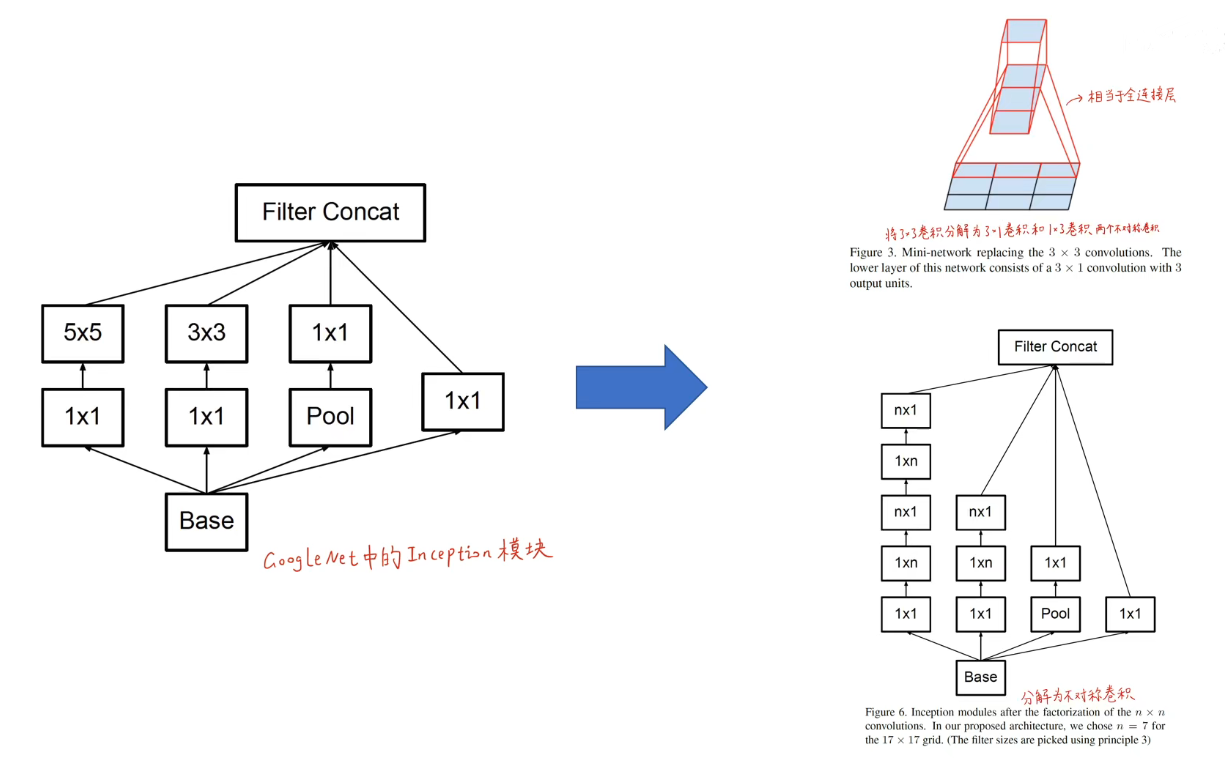 Filter Concat
5x5
3x3
1x1
1x1
1x1
Pool
1x1
Base
GoogleNet中的Inception模块
相当于全连接层
将3×3卷积分解为3×1卷积和1×3卷积两个不对称卷积
Figure 3. Mini-network replacing the 3 × 3 convolutions. The
lower layer of this network consists of a 3 × 1 convolution with 3
output units.
Filter Concat
nx1
1xn
nx1
nx1
1xn
1xn
1x1
1x1
1x1
Pool
1x1
Base
分解为不对称卷积
Figure 6. Inception modules after the factorization of the n × n
convolutions. In our proposed architecture, we chose n = 7 for
the 17 × 17 grid. (The filter sizes are picked using principle 3)